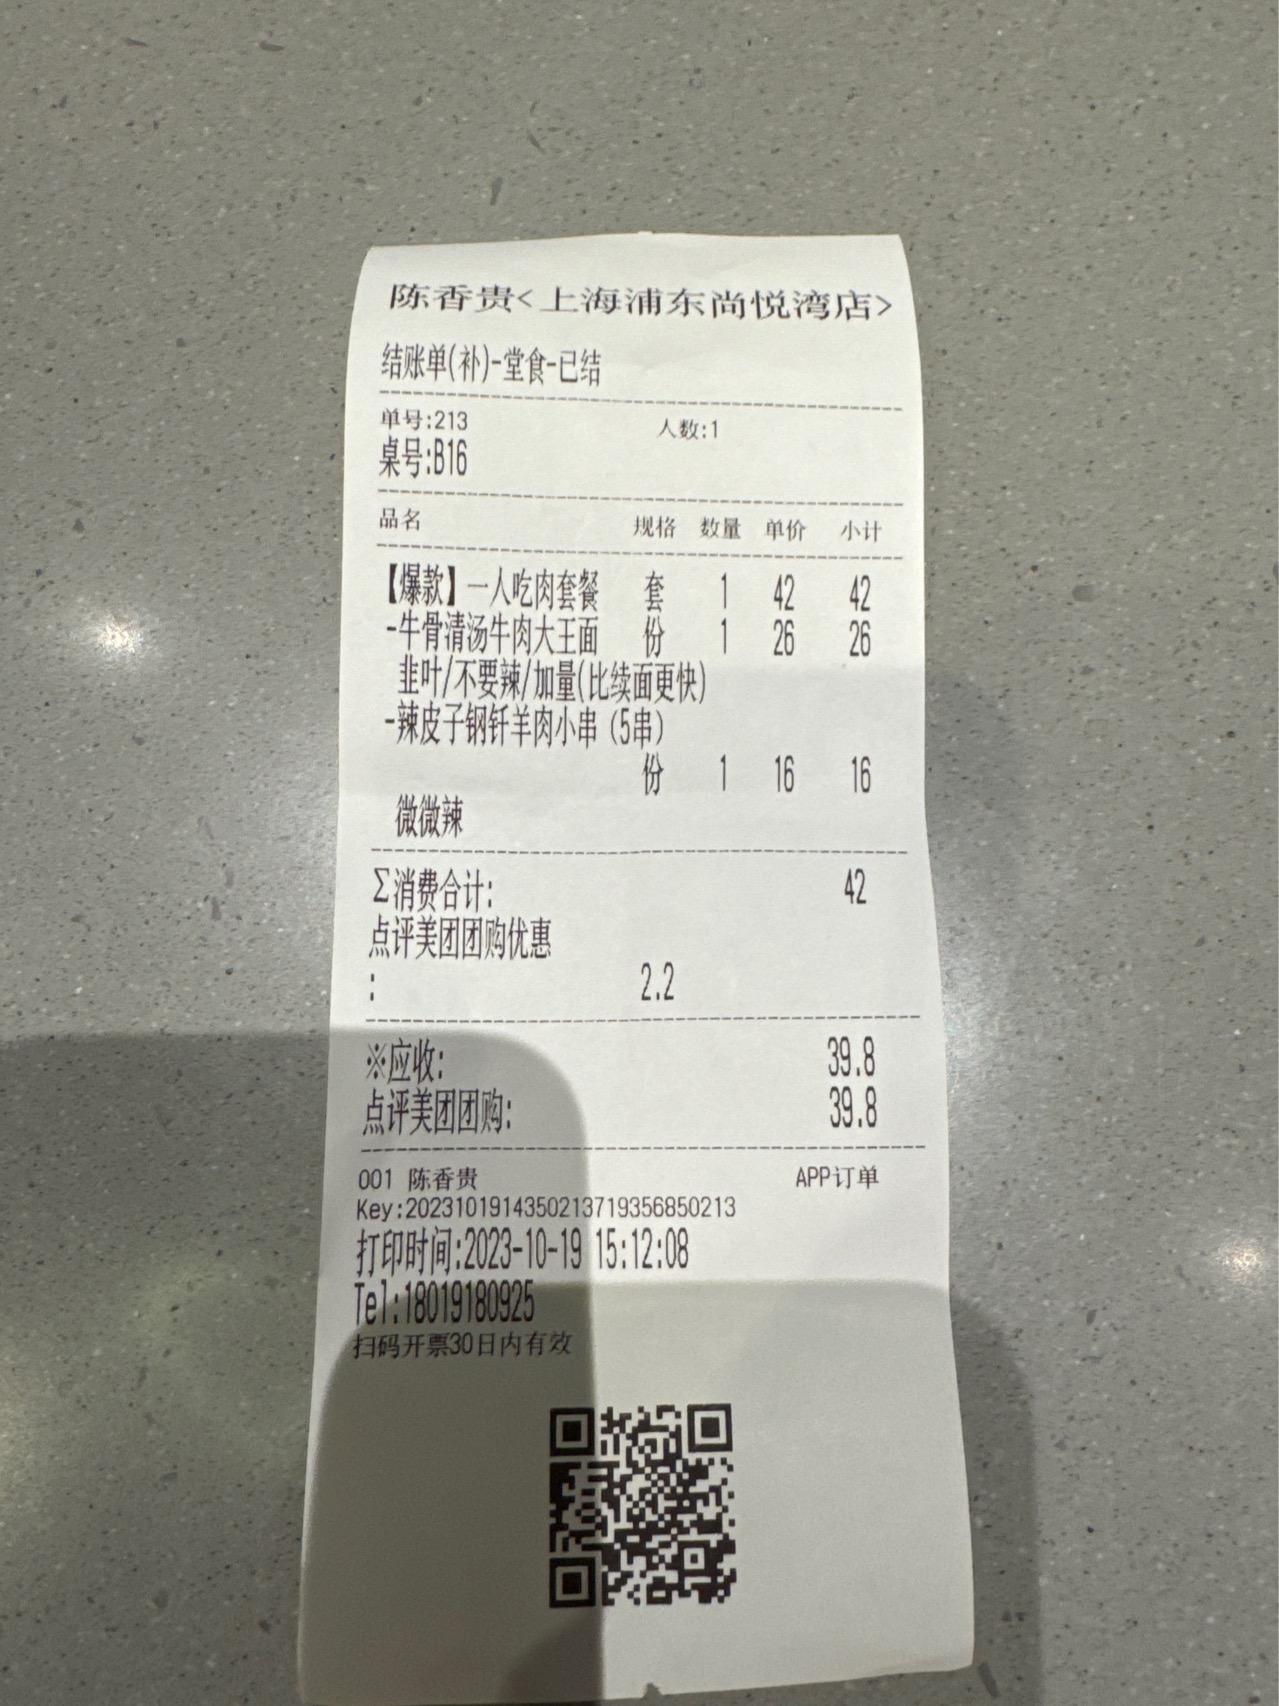 陈香贵<上海浦东尚悦湾店>
结账单(补)-堂食-已结
单号:213 人数:1
桌号:B16
品名 规格 数量 单价 小计
【爆款】一人吃肉套餐 套 1 42 42
-牛骨清汤牛肉大王面 份 1 26 26
韭叶/不要辣/加量(比续面更快)
-辣皮子钢钎羊肉小串（5串）
份 1 16 16
微微辣
Σ消费合计: 42
点评美团团购优惠
: 2.2
※应收: 39.8
点评美团团购: 39.8
001 陈香贵 APP订单
Key:202310191435021371935685­0213
打印时间:2023-10-19 15:12:08
Tel:18019180925
扫码开票30日内有效